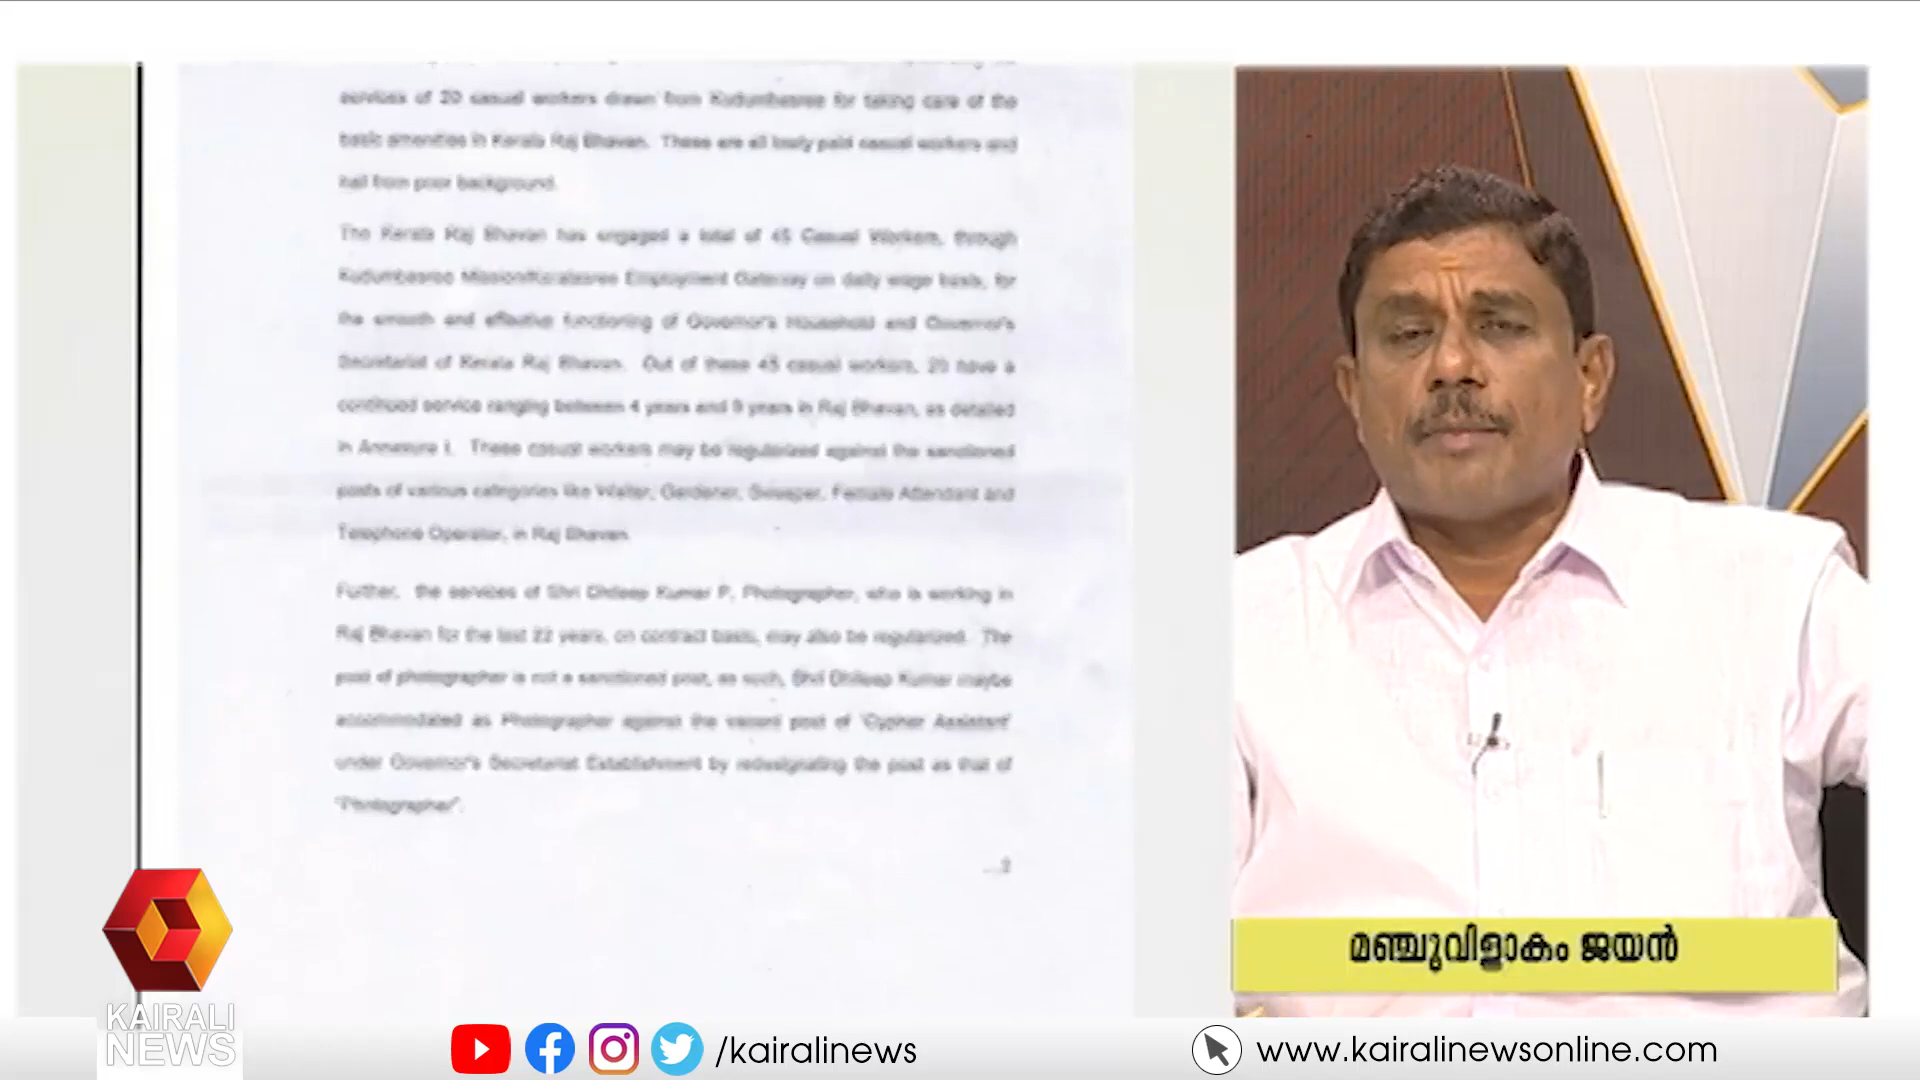 services of 20 casual workers drawn from Kudumbasree for taking care of the
basic amenities in Kerala Raj Bhavan. These are all lowly paid casual workers and
hail from poor background.
The Kerala Raj Bhavan has engaged a total of 45 Casual Workers, through
Kudumbasree Mission/Keralasree Employment Gateway on daily wage basis, for
the smooth and effective functioning of Governor's Household and Governor's
Secretariat of Kerala Raj Bhavan. Out of these 45 casual workers, 20 have a
continued service ranging between 4 years and 9 years in Raj Bhavan, as detailed
in Annexure I. These casual workers may be regularized against the sanctioned
posts of various categories like Waiter, Gardener, Sweeper, Female Attendant and
Telephone Operator, in Raj Bhavan.
Further, the services of Shri Dhileep Kumar P, Photographer, who is working in
Raj Bhavan for the last 22 years, on contract basis, may also be regularized. The
post of photographer is not a sanctioned post, as such, Shri Dhileep Kumar maybe
accommodated as Photographer against the vacant post of 'Cypher Assistant'
under Governor's Secretariat Establishment by redesignating the post as that of
"Photographer".
...2
മഞ്ചുവിളാകം ജയൻ
KAIRALI
NEWS
/kairalinews
www.kairalinewsonline.com